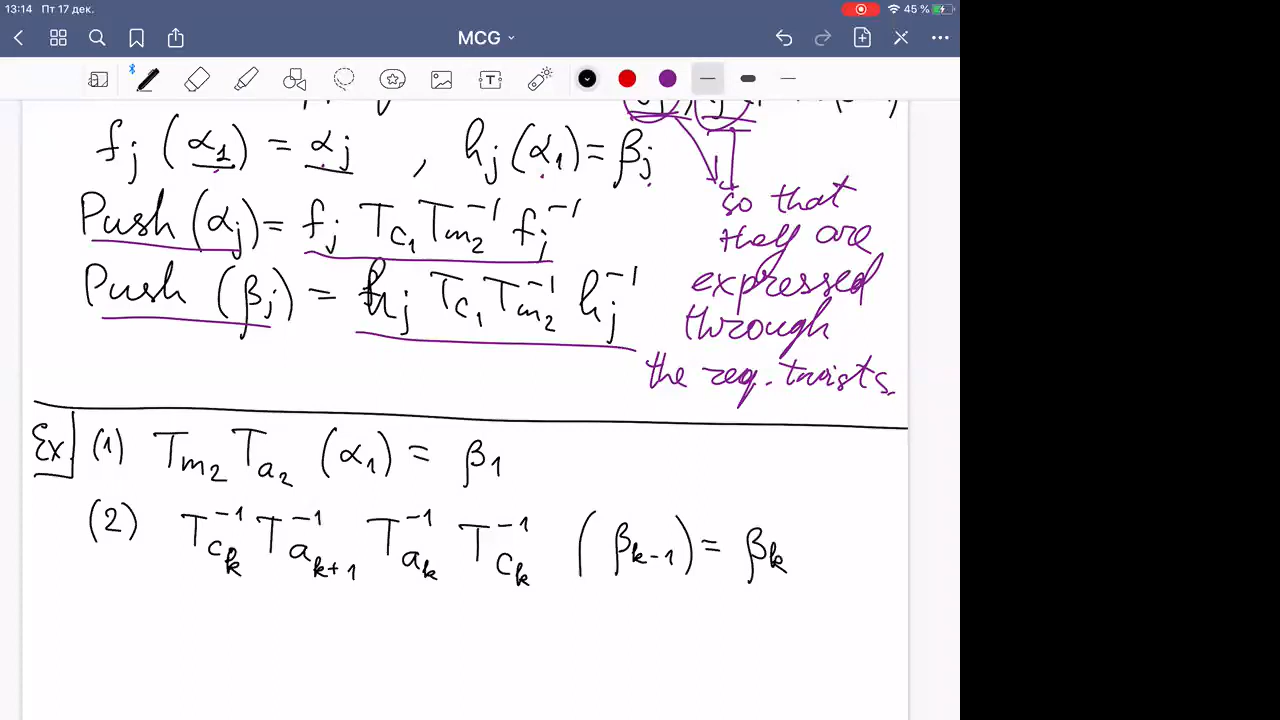 13:14 Пт 17 дек.
45 %
MCG
f_j (α_1) = α_j , h_j (α_1) = β_j
Push (α_j) = f_j T_{c_1} T_{m_2}^{-1} f_j^{-1}
Push (β_j) = h_j T_{c_1} T_{m_2}^{-1} h_j^{-1}
so that
they are
expressed
through
the req. twists.
Ex. (1) T_{m_2} T_{a_2} (α_1) = β_1
(2) T_{c_k}^{-1} T_{a_{k+1}}^{-1} T_{a_k}^{-1} T_{c_k}^{-1} (β_{k-1}) = β_k